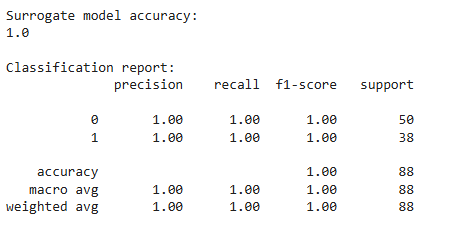 Surrogate model accuracy:
1.0
Classification report:
precision recall f1-score support
0 1.00 1.00 1.00 50
1 1.00 1.00 1.00 38
accuracy 1.00 88
macro avg 1.00 1.00 1.00 88
weighted avg 1.00 1.00 1.00 88